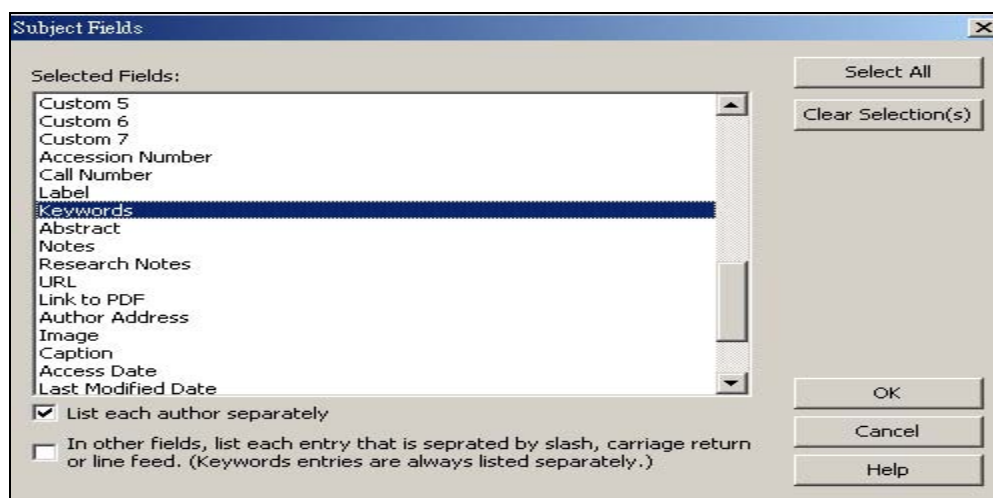 Subject Fields
Selected Fields:
Select All
Clear Selection(s)
Custom 5
Custom 6
Custom 7
Accession Number
Call Number
Label
Keywords
Abstract
Notes
Research Notes
URL
Link to PDF
Author Address
Image
Caption
Access Date
Last Modified Date
List each author separately
In other fields, list each entry that is seprated by slash, carriage return
or line feed. (Keywords entries are always listed separately.)
OK
Cancel
Help